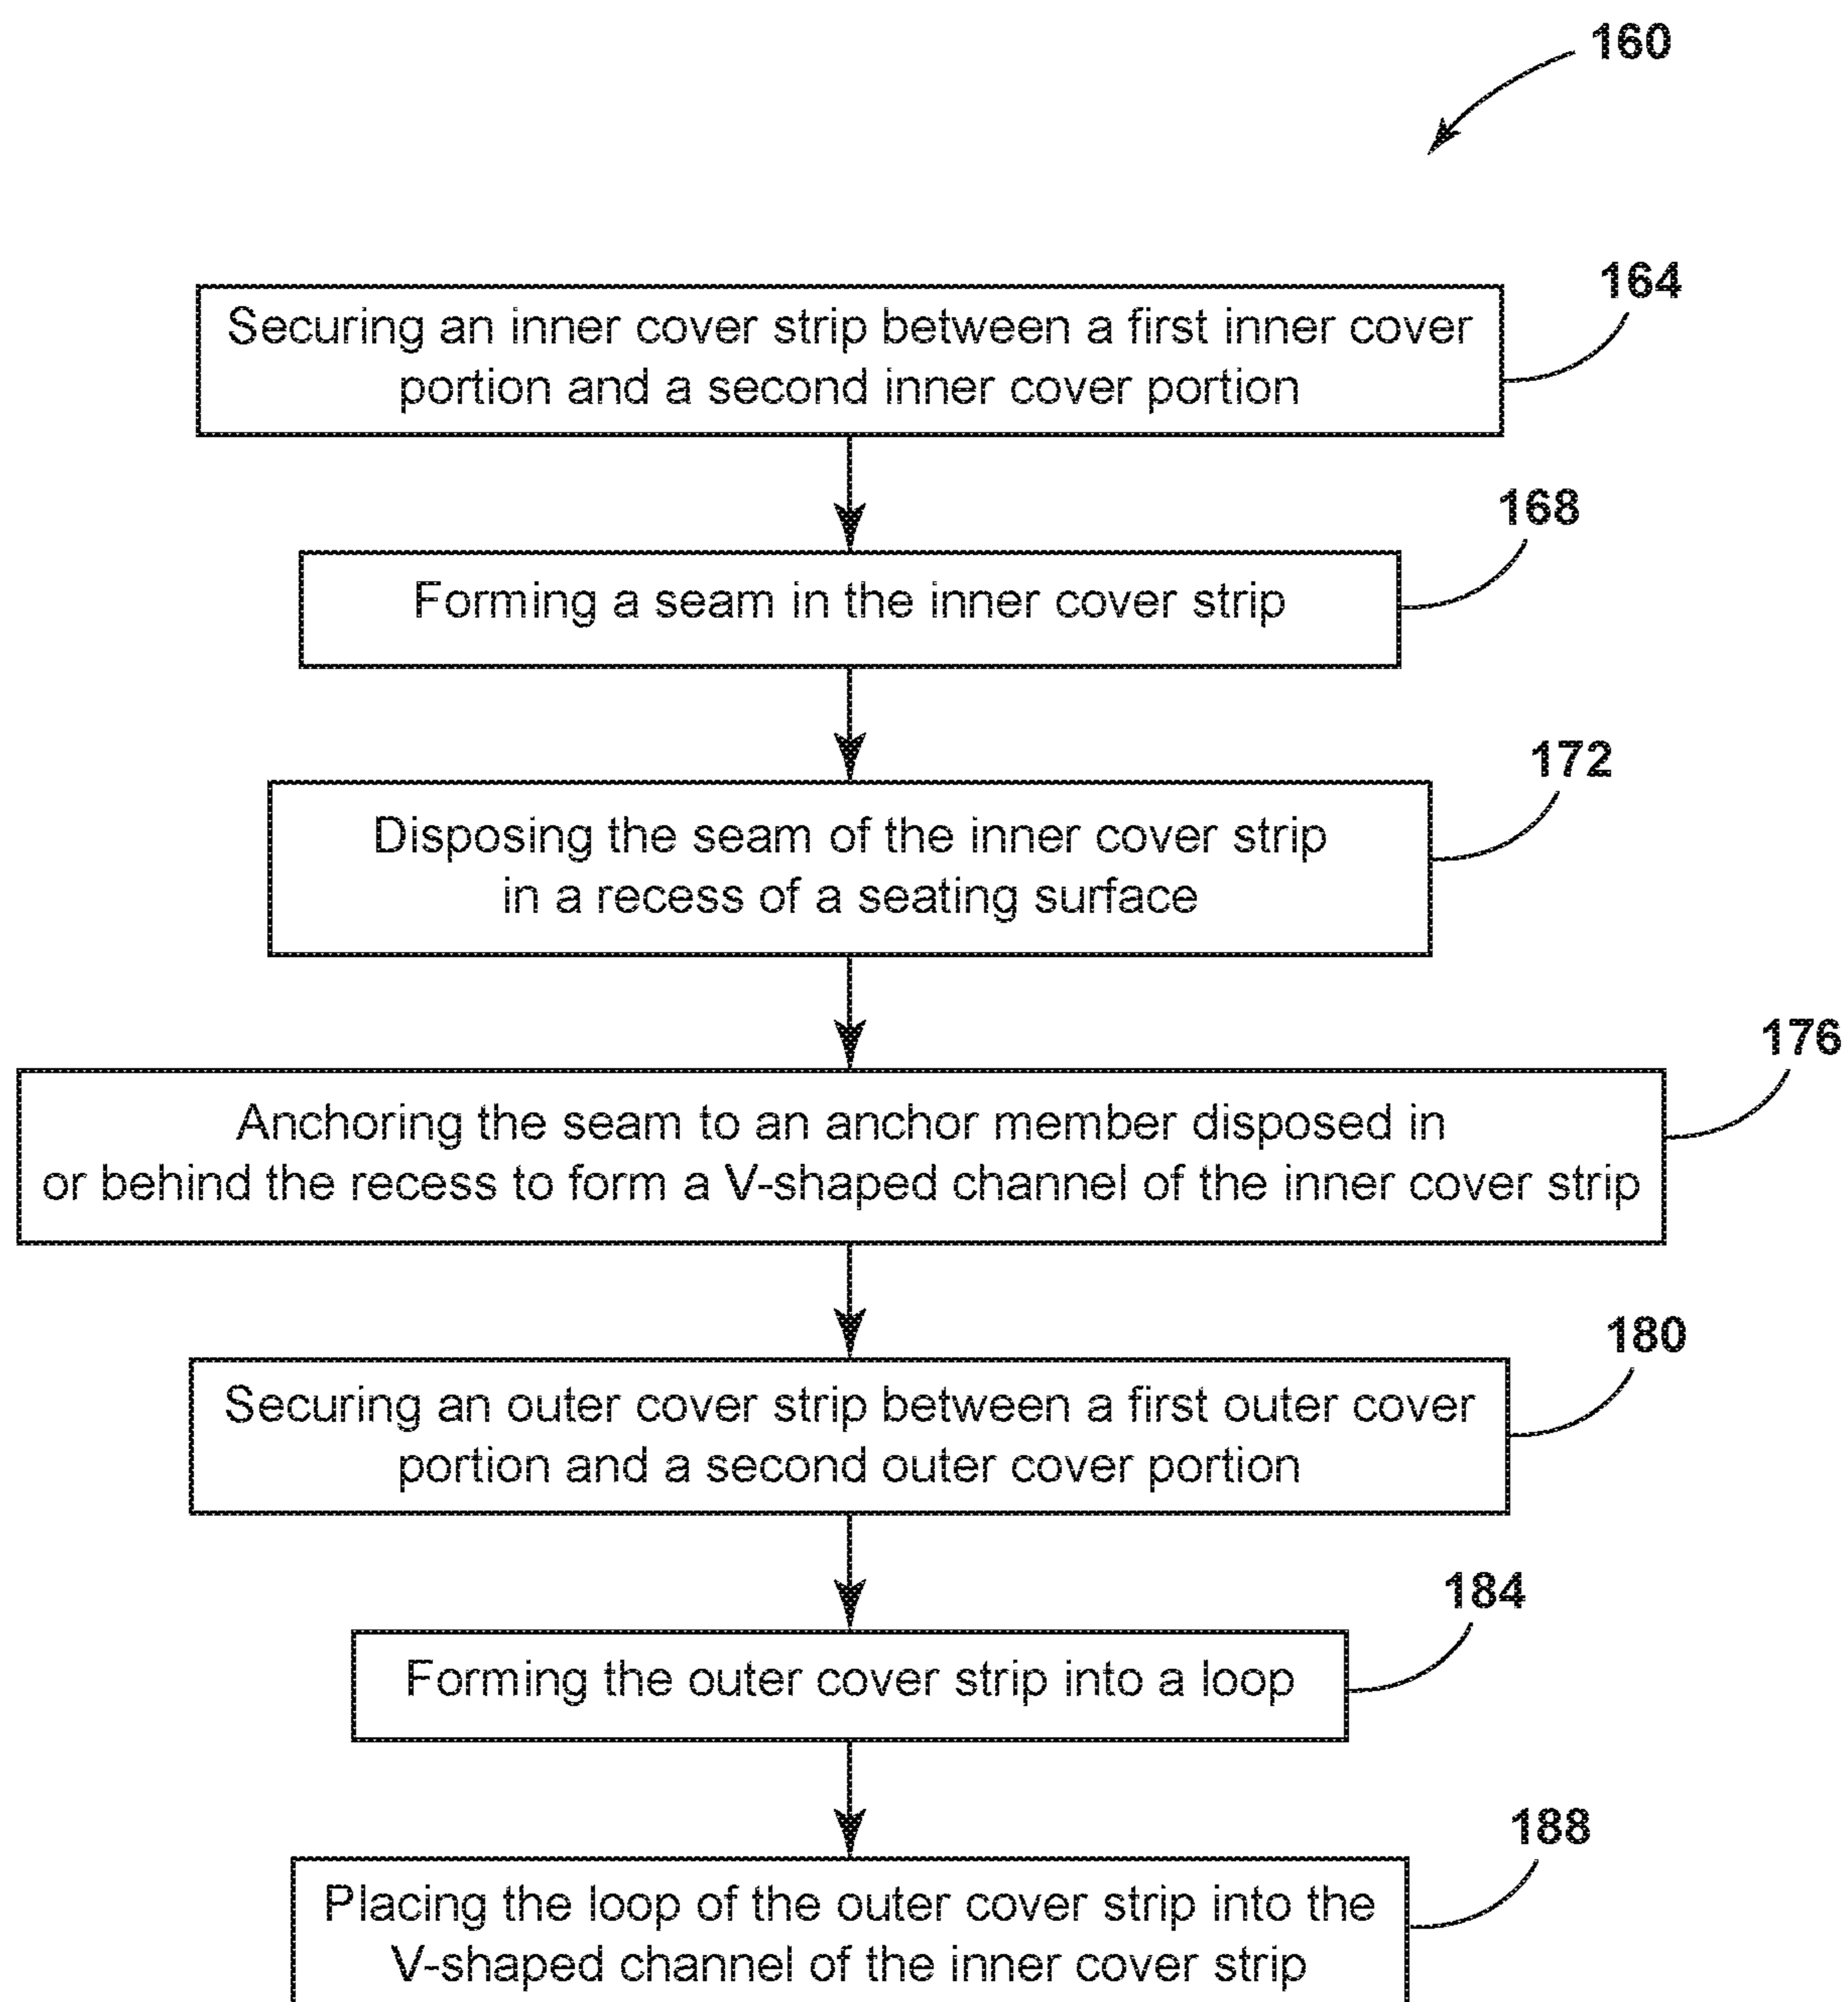 160
164
Securing an inner cover strip between a first inner cover
portion and a second inner cover portion
168
Forming a seam in the inner cover strip
172
Disposing the seam of the inner cover strip
in a recess of a seating surface
176
Anchoring the seam to an anchor member disposed in
or behind the recess to form a V-shaped channel of the inner cover strip
180
Securing an outer cover strip between a first outer cover
portion and a second outer cover portion
184
Forming the outer cover strip into a loop
188
Placing the loop of the outer cover strip into the
V-shaped channel of the inner cover strip